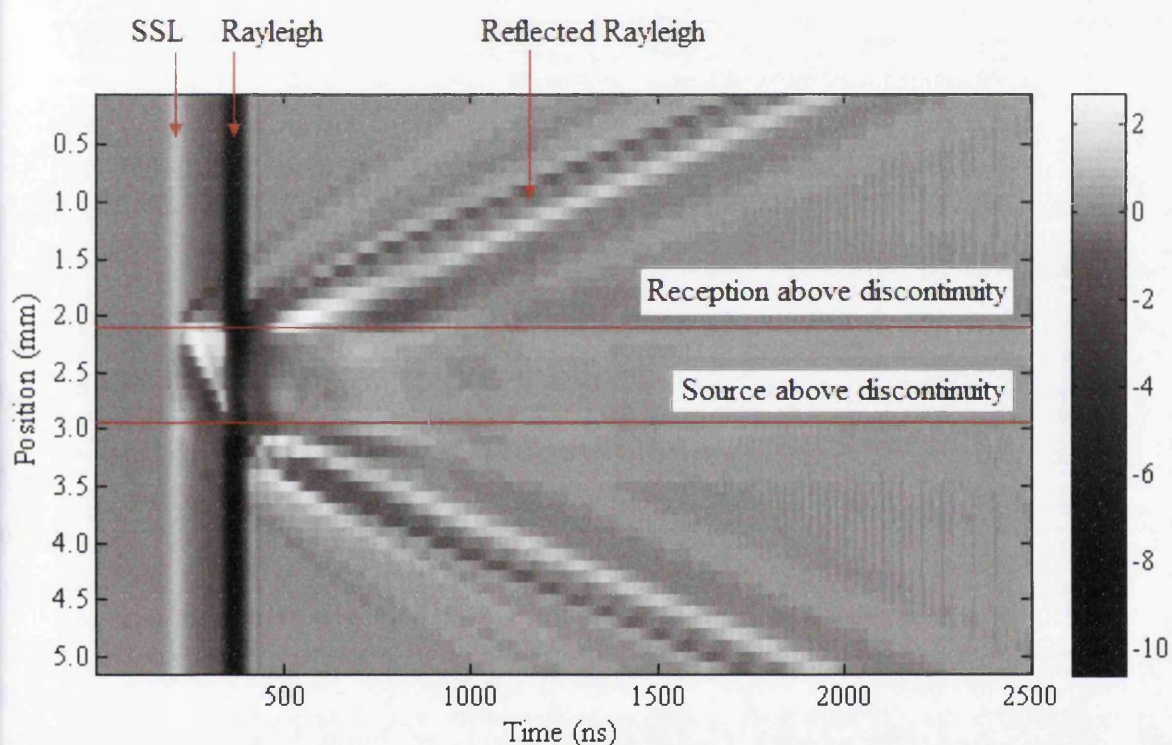 SSL Rayleigh Reflected Rayleigh
0.5
1.0
1.5
2.0
2.5
3.0
3.5
4.0
4.5
5.0
Position (mm)
Reception above discontinuity
Source above discontinuity
500 1000 1500 2000 2500
Time (ns)
2
0
-2
-4
-6
-8
-10